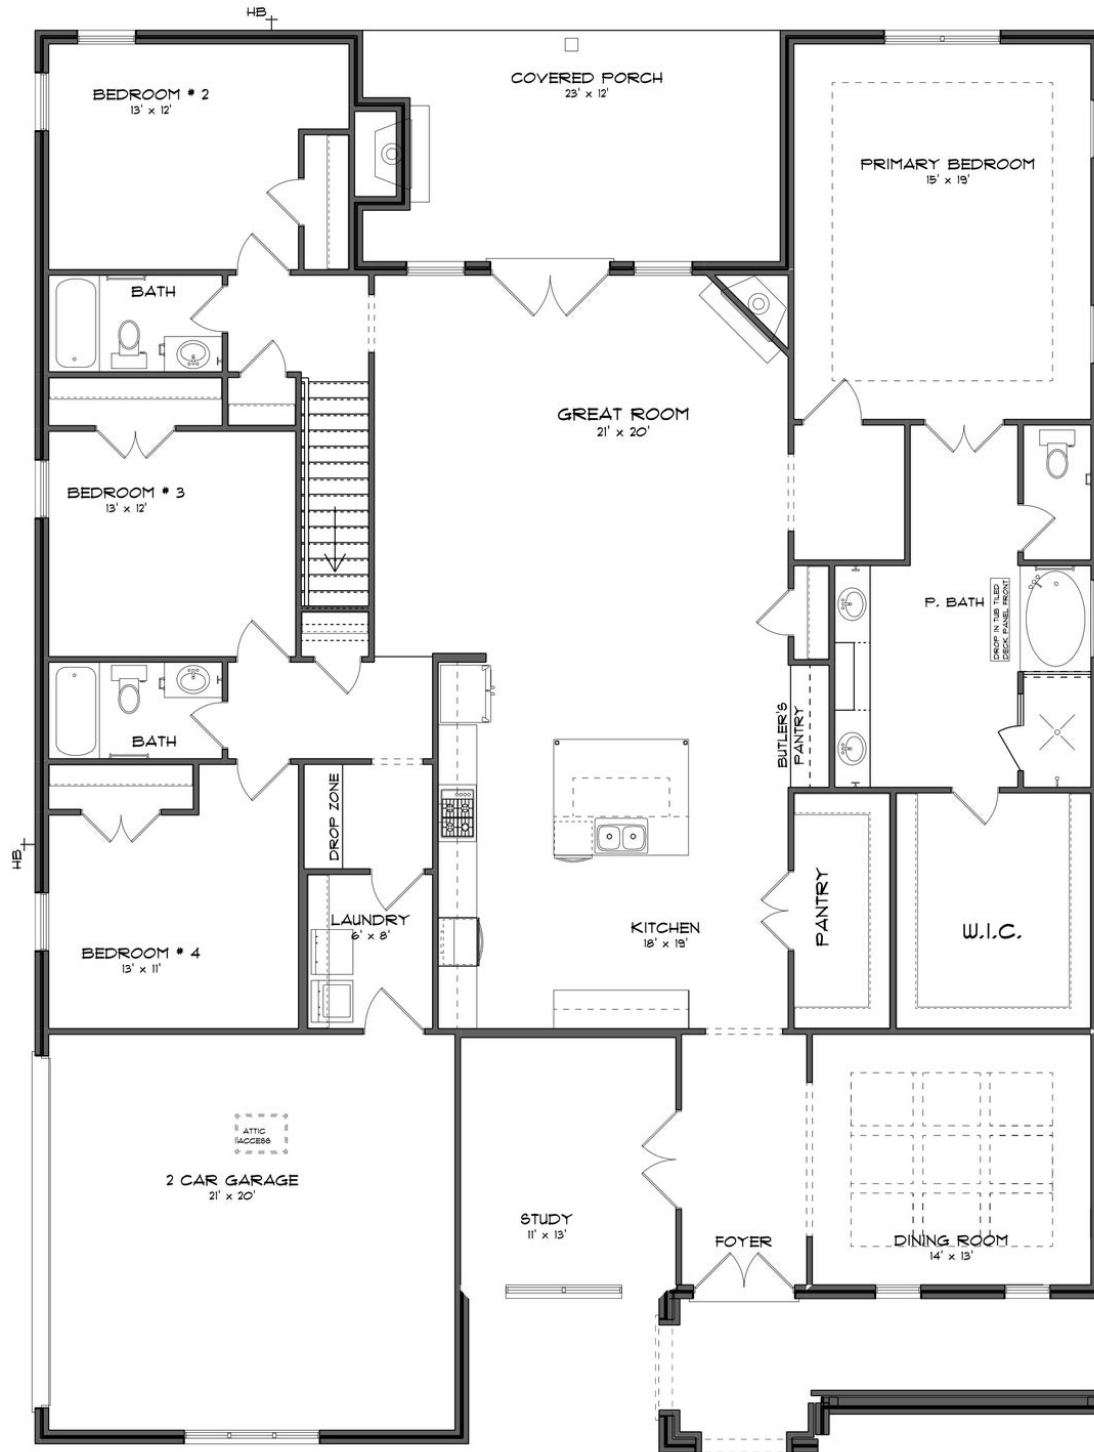 HB
BEDROOM # 2
13' x 12'
COVERED PORCH
23' x 12'
PRIMARY BEDROOM
15' x 19'
BATH
GREAT ROOM
21' x 20'
BEDROOM # 3
13' x 12'
P. BATH
DROP IN TUB TILED
DECK PANEL FRONT
BUTLER'S
PANTRY
BATH
DROP ZONE
HB
LAUNDRY
6' x 8'
KITCHEN
18' x 19'
PANTRY
W.I.C.
BEDROOM # 4
13' x 11'
ATTIC
ACCESS
2 CAR GARAGE
21' x 20'
STUDY
11' x 13'
FOYER
DINING ROOM
14' x 13'